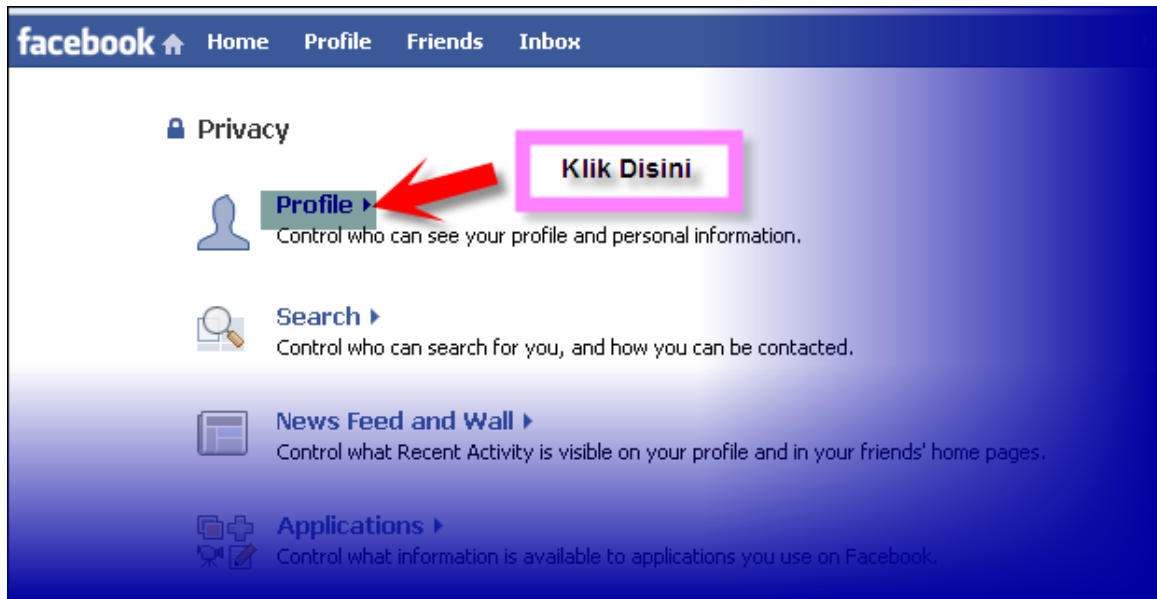 facebook Home Profile Friends Inbox
Privacy
Klik Disini
Profile
Control who can see your profile and personal information.
Search
Control who can search for you, and how you can be contacted.
News Feed and Wall
Control what Recent Activity is visible on your profile and in your friends' home pages.
Applications
Control what information is available to applications you use on Facebook.